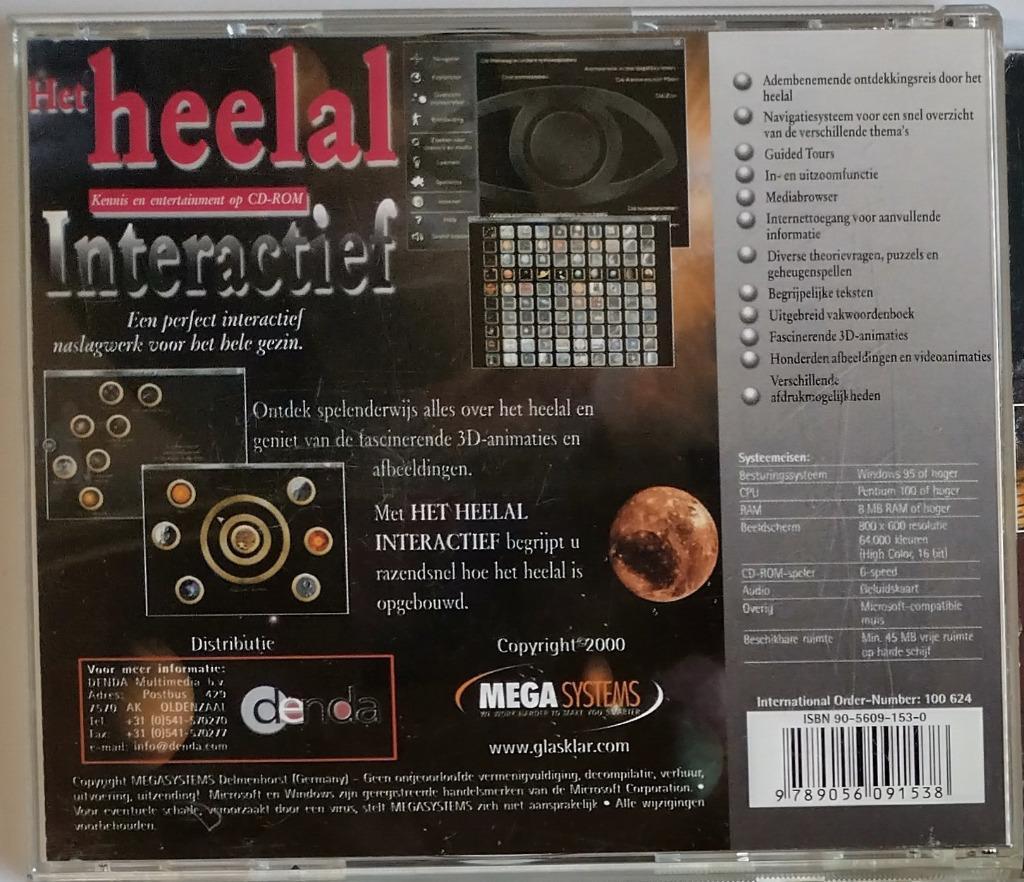 Het heelal
Kennis en entertainment op CD-ROM
Interactief
Een perfect interactief
naslagwerk voor het hele gezin.
Ontdek spelenderwijs alles over het heelal en
geniet van de fascinerende 3D-animaties en
afbeeldingen.
Met HET HEELAL
INTERACTIEF begrijpt u
razendsnel hoe het heelal is
opgebouwd.
Distributie
Voor meer informatie:
DENDA Multimedia b.v.
Adres: Postbus 429
7570 AK OLDENZAAL
Tel. +31 (0)541-570270
Fax: +31 (0)541-570277
e-mail: info@denda.com
denda
Copyright 2000
MEGA SYSTEMS
WE WORK HARDER TO MAKE YOU SMARTER
www.glasklar.com
Copyright MEGASYSTEMS Delmenhorst (Germany) – Geen ongeoorloofde vermenigvuldiging, decompilatie, verhuur,
uitvoering, uitzending! Microsoft en Windows zijn geregistreerde handelsmerken van de Microsoft Corporation. •
Voor eventuele schade, veroorzaakt door een virus, stelt MEGASYSTEMS zich niet aansprakelijk • Alle wijzigingen
voorbehouden.
Adembenemende ontdekkingsreis door het
heelal
Navigatiesysteem voor een snel overzicht
van de verschillende thema's
Guided Tours
In- en uitzoomfunctie
Mediabrowser
Internettoegang voor aanvullende
informatie
Diverse theorievragen, puzzels en
geheugenspellen
Begrijpelijke teksten
Uitgebreid vakwoordenboek
Fascinerende 3D-animaties
Honderden afbeeldingen en videoanimaties
Verschillende
afdrukmogelijkheden
Systeemeisen:
Besturingssysteem Windows 95 of hoger
CPU Pentium 100 of hoger
RAM 8 MB RAM of hoger
Beeldscherm 800 x 600 resolutie
64.000 kleuren
(High Color, 16 bit)
CD-ROM-speler 6-speed
Audio Geluidskaart
Overig Microsoft-compatible
muis
Beschikbare ruimte Min. 45 MB vrije ruimte
op harde schijf
International Order-Number: 100 624
ISBN 90-5609-153-0
9 789056 091538